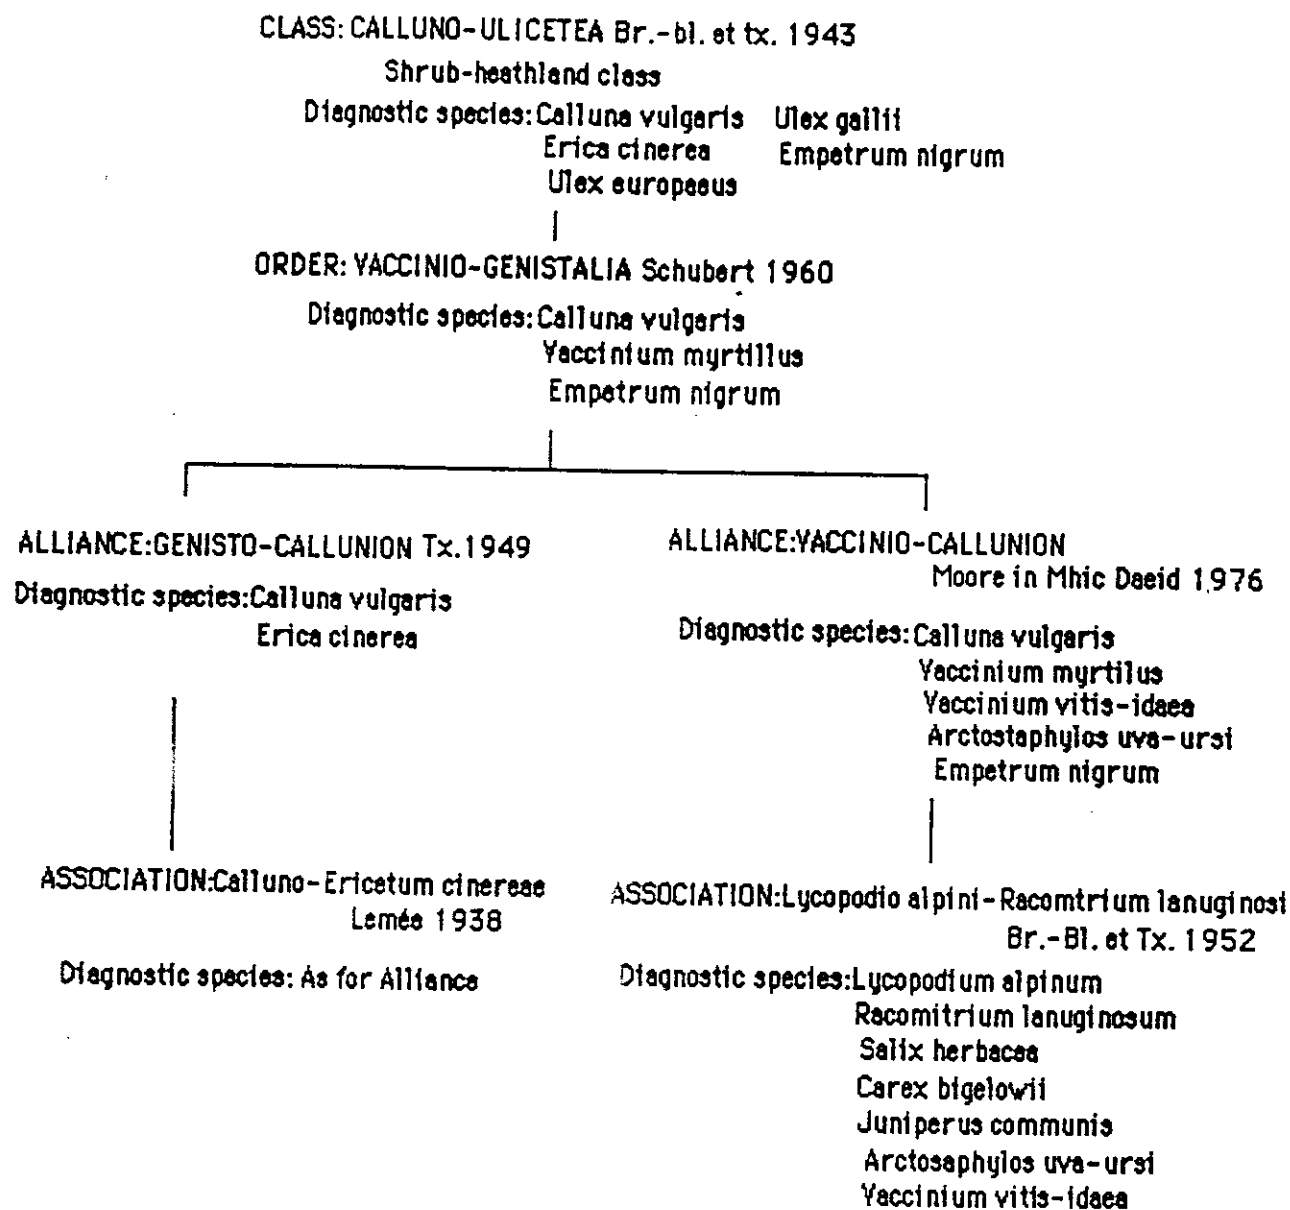 CLASS: CALLUNO-ULICETEA Br.-bl. et tx. 1943
Shrub-heathland class
Diagnostic species: Calluna vulgaris Ulex gallii
Erica cinerea Empetrum nigrum
Ulex europaeus
ORDER: VACCINIO-GENISTALIA Schubert 1960
Diagnostic species: Calluna vulgaris
Vaccinium myrtillus
Empetrum nigrum
ALLIANCE:GENISTO-CALLUNION Tx.1949
Diagnostic species:Calluna vulgaris
Erica cinerea
ALLIANCE:VACCINIO-CALLUNION
Moore in Mhic Daeid 1976
Diagnostic species: Calluna vulgaris
Vaccinium myrtilus
Vaccinium vitis-idaea
Arctostaphylos uva-ursi
Empetrum nigrum
ASSOCIATION:Calluno-Ericetum cinereae
Lemée 1938
Diagnostic species: As for Alliance
ASSOCIATION:Lycopodio alpini-Racomtrium lanuginosi
Br.-Bl. et Tx. 1952
Diagnostic species:Lycopodium alpinum
Racomitrium lanuginosum
Salix herbacea
Carex bigelowii
Juniperus communis
Arctosaphylos uva-ursi
Vaccinium vitis-idaea